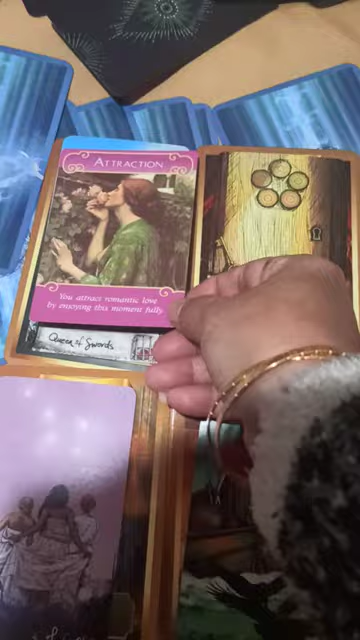 ATTRACTION
You attract romantic love
by enjoying this moment fully.
Queen of Swords